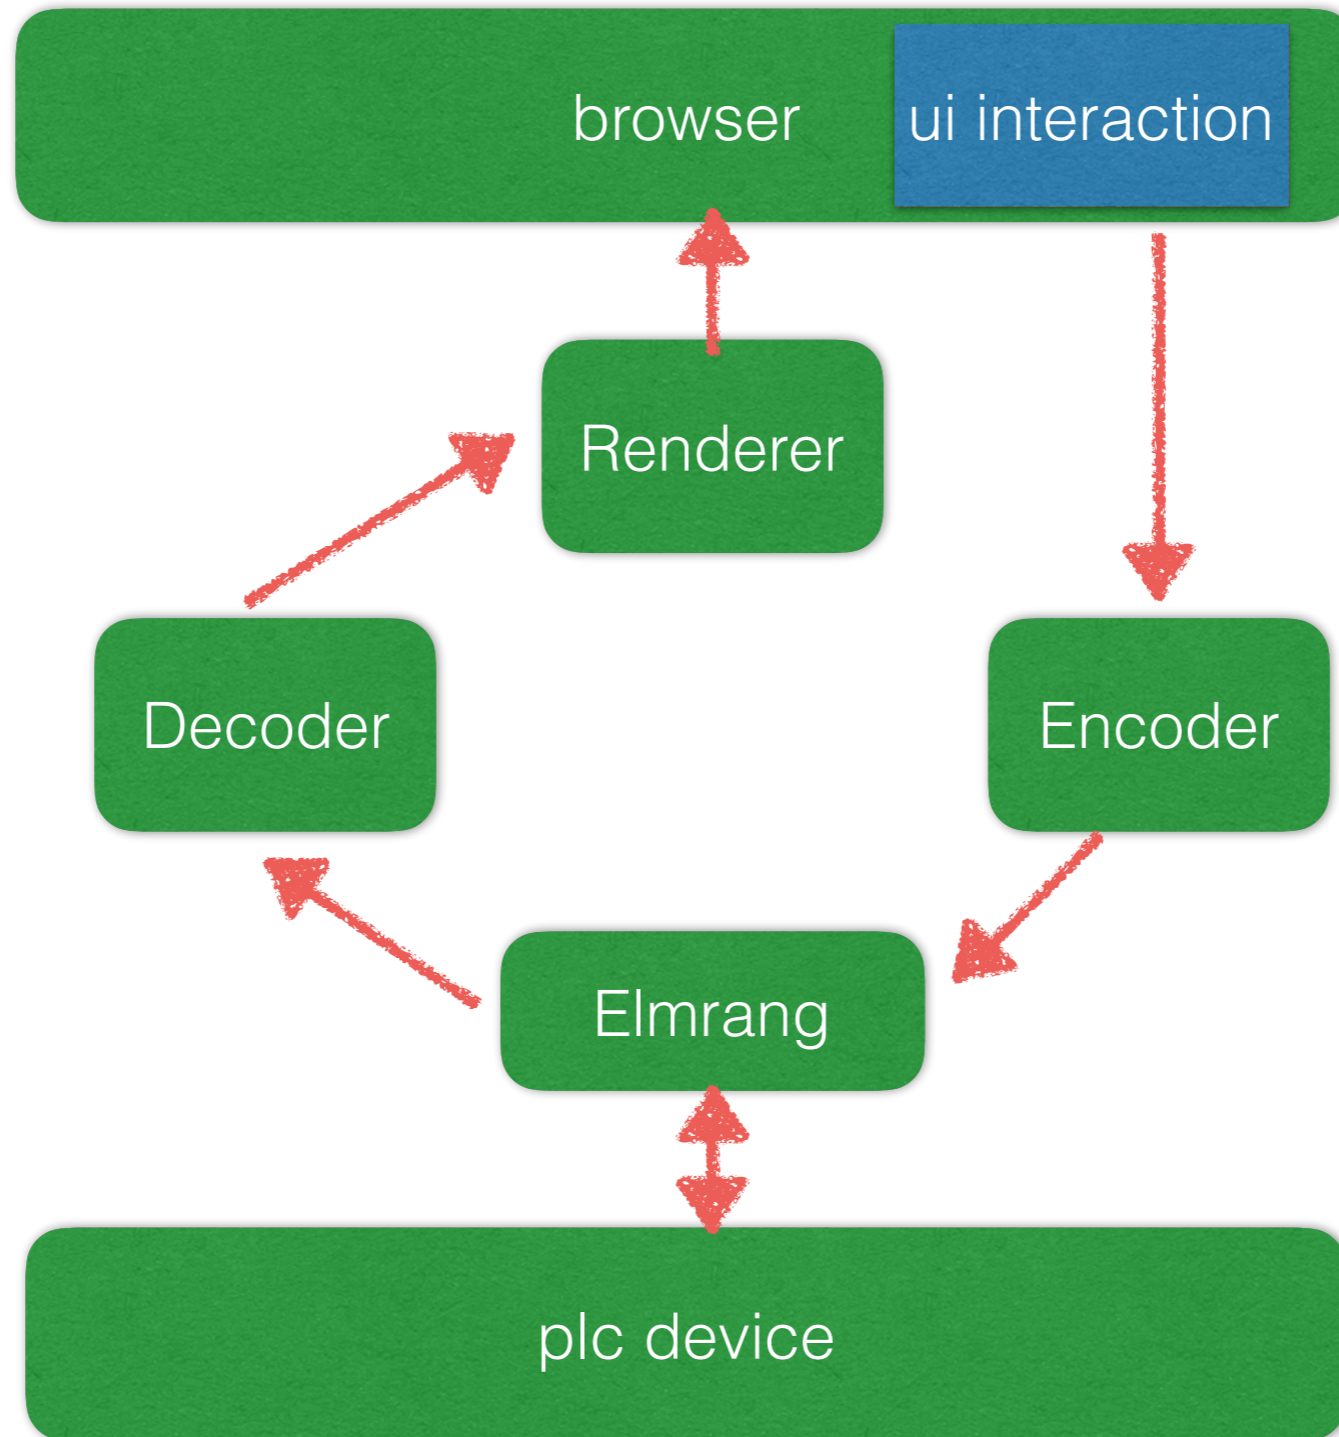 browser
ui interaction
Renderer
Decoder
Encoder
Elmrang
plc device